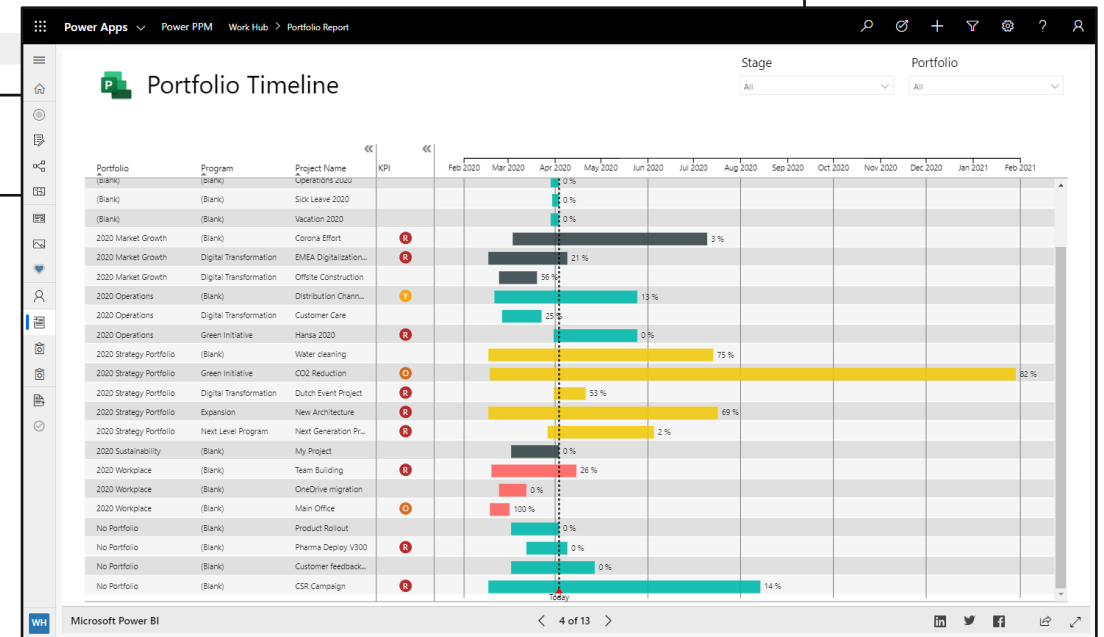 Power Apps Power PPM Work Hub > Portfolio Report
P Portfolio Timeline
Stage Portfolio
All All
Portfolio Program Project Name KPI Feb 2020 Mar 2020 Apr 2020 May 2020 Jun 2020 Jul 2020 Aug 2020 Sep 2020 Oct 2020 Nov 2020 Dec 2020 Jan 2021 Feb 2021
(Blank) (Blank) Operations 2020 0 %
(Blank) (Blank) Sick Leave 2020 0 %
(Blank) (Blank) Vacation 2020 0 %
2020 Market Growth (Blank) Corona Effort R 3 %
2020 Market Growth Digital Transformation EMEA Digitalization... R 21 %
2020 Market Growth Digital Transformation Offsite Construction 56 %
2020 Operations (Blank) Distribution Chann... Y 13 %
2020 Operations Digital Transformation Customer Care 25 %
2020 Operations Green Initiative Hansa 2020 R 0 %
2020 Strategy Portfolio (Blank) Water cleaning 75 %
2020 Strategy Portfolio Green Initiative CO2 Reduction O 82 %
2020 Strategy Portfolio Digital Transformation Dutch Event Project R 53 %
2020 Strategy Portfolio Expansion New Architecture R 69 %
2020 Strategy Portfolio Next Level Program Next Generation Pr... R 2 %
2020 Sustainability (Blank) My Project 0 %
2020 Workplace (Blank) Team Building R 26 %
2020 Workplace (Blank) OneDrive migration 0 %
2020 Workplace (Blank) Main Office O 100 %
No Portfolio (Blank) Product Rollout 0 %
No Portfolio (Blank) Pharma Deploy V300 R 0 %
No Portfolio (Blank) Customer feedback... 0 %
No Portfolio (Blank) CSR Campaign R 14 %
Today
WH Microsoft Power BI < 4 of 13 >